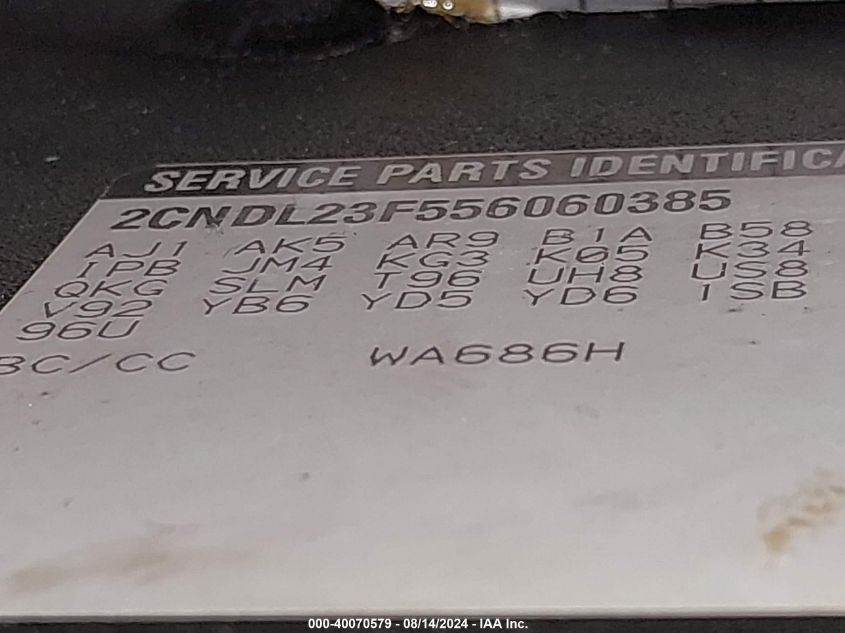 SERVICE PARTS IDENTIFICA
2CNDL23F556060385
AJ1 AK5 AR9 B1A B58
1PB JM4 KG3 K05 K34
QKG SLM T96 UH8 US8
V92 YB6 YD5 YD6 1SB
96U
BC/CC WA686H
000-40070579 - 08/14/2024 - IAA Inc.